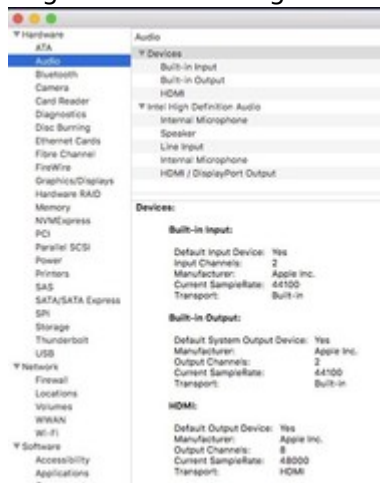 Hardware
ATA
Audio
Bluetooth
Camera
Card Reader
Diagnostics
Disc Burning
Ethernet Cards
Fibre Channel
FireWire
Graphics/Displays
Hardware RAID
Memory
NVMExpress
PCI
Parallel SCSI
Power
Printers
SAS
SATA/SATA Express
SPI
Storage
Thunderbolt
USB
Network
Firewall
Locations
Volumes
WWAN
Wi-Fi
Software
Accessibility
Applications
Audio
Devices
Built-in Input
Built-in Output
HDMI
Intel High Definition Audio
Internal Microphone
Speaker
Line Input
Internal Microphone
HDMI / DisplayPort Output
Devices:
Built-in Input:
Default Input Device: Yes
Input Channels: 2
Manufacturer: Apple Inc.
Current SampleRate: 44100
Transport: Built-in
Built-in Output:
Default System Output Device: Yes
Manufacturer: Apple Inc.
Output Channels: 2
Current SampleRate: 44100
Transport: Built-in
HDMI:
Default Output Device: Yes
Manufacturer: Apple Inc.
Output Channels: 8
Current SampleRate: 48000
Transport: HDMI